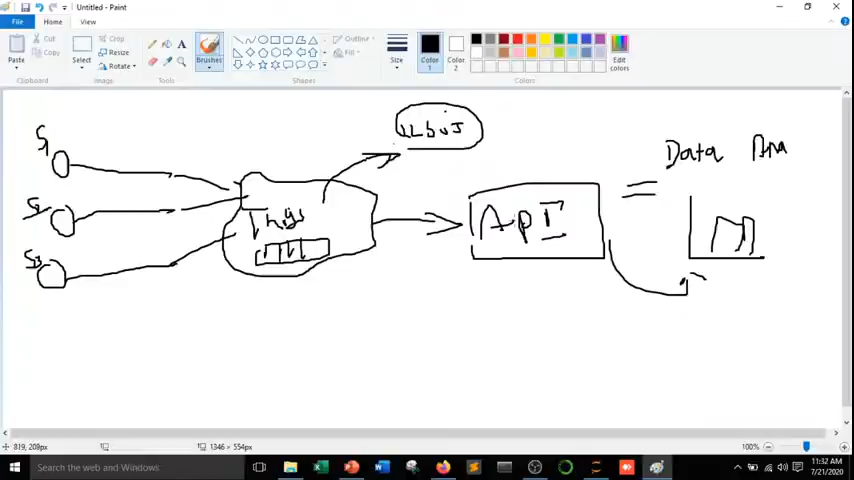 Untitled - Paint
File
Home
View
Paste
Cut
Copy
Clipboard
Select
Crop
Resize
Rotate
Image
Tools
Brushes
Shapes
Outline
Fill
Size
Color 1
Color 2
Edit colors
Colors
S1
S3
API
Data Ana
819, 209px
1346 × 554px
100%
Search the web and Windows
11:32 AM
7/21/2020